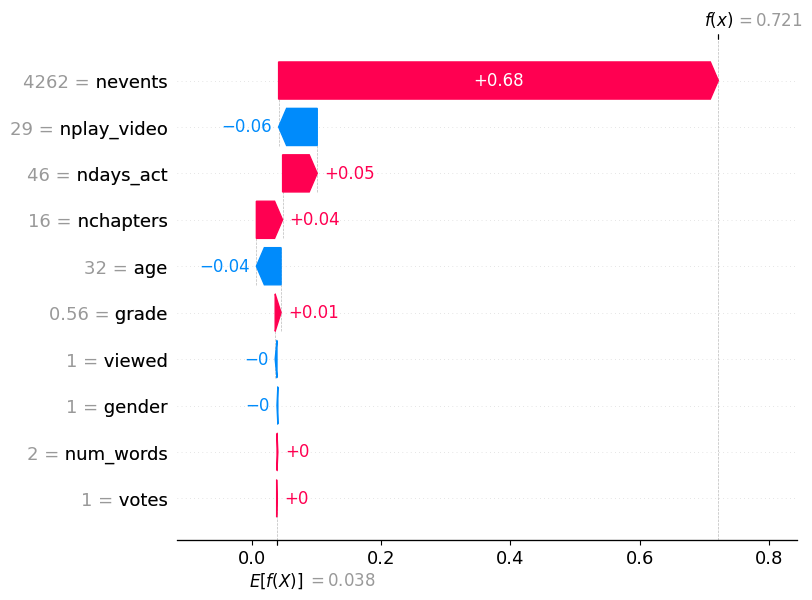 f(x) = 0.721
4262 = nevents
+0.68
29 = nplay_video
−0.06
46 = ndays_act
+0.05
16 = nchapters
+0.04
32 = age
−0.04
0.56 = grade
+0.01
1 = viewed
−0
1 = gender
−0
2 = num_words
+0
1 = votes
+0
0.0 0.2 0.4 0.6 0.8
E[f(X)] = 0.038